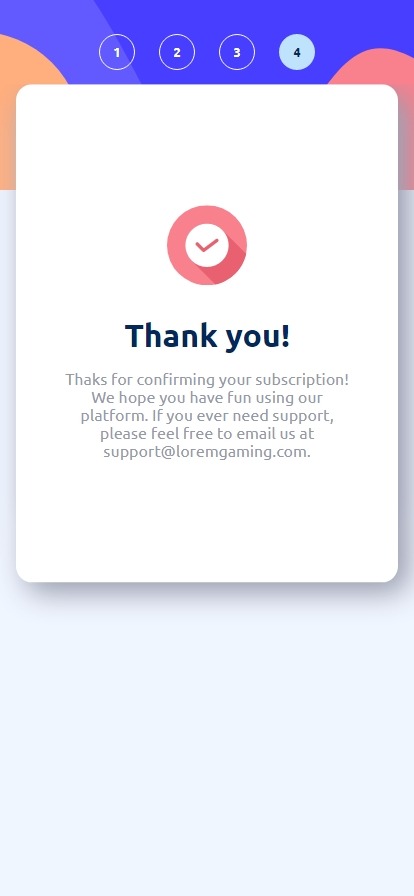 1 2 3 4
Thank you!
Thaks for confirming your subscription!
We hope you have fun using our
platform. If you ever need support,
please feel free to email us at
support@loremgaming.com.